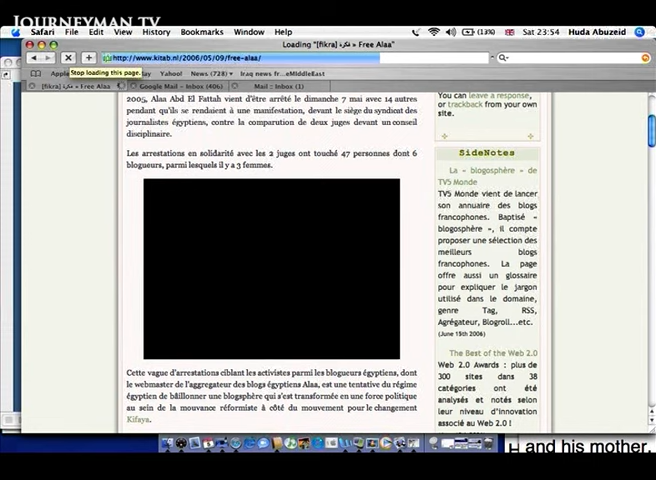 JOURNEYMAN TV
Safari File Edit View History Bookmarks Window Help (13%) Sat 23:54 Huda Abuzeid
Loading "[fikra] فكرة » Free Alaa"
http://www.kitab.nl/2006/05/09/free-alaa/
Stop loading this page.
Yahoo! News (728) Iraq news fr...eMiddleEast
[fikra] فكرة » Free Alaa Google Mail - Inbox (406) Mail :: Inbox (1)
2005, Alaa Abd El Fattah vient d'être arrêté le dimanche 7 mai avec 14 autres
pendant qu'ils se rendaient à une manifestation, devant le siège du syndicat des
journalistes égyptiens, contre la comparution de deux juges devant un conseil
disciplinaire.
Les arrestations en solidarité avec les 2 juges ont touché 47 personnes dont 6
blogueurs, parmi lesquels il y a 3 femmes.
Cette vague d'arrestations ciblant les activistes parmi les blogueurs égyptiens, dont
le webmaster de l'aggregateur des blogs égyptiens Alaa, est une tentative du régime
égyptien de bâillonner une blogsphère qui s'est transformée en une force politique
au sein de la mouvance réformiste à côté du mouvement pour le changement
Kifaya.
You can leave a response,
or trackback from your own
site.
SideNotes
La « blogosphère » de
TV5 Monde
TV5 Monde vient de lancer
son annuaire des blogs
francophones. Baptisé «
blogosphère », il compte
proposer une sélection des
meilleurs blogs
francophones. La page
offre aussi un glossaire
pour expliquer le jargon
utilisé dans le domaine,
genre Tag, RSS,
Agrégateur, Blogroll...etc.
(June 15th 2006)
The Best of the Web 2.0
Web 2.0 Awards : plus de
300 sites dans 38
catégories ont été
analysés et notés selon
leur niveau d'innovation
associé au Web 2.0 !
and his mother.